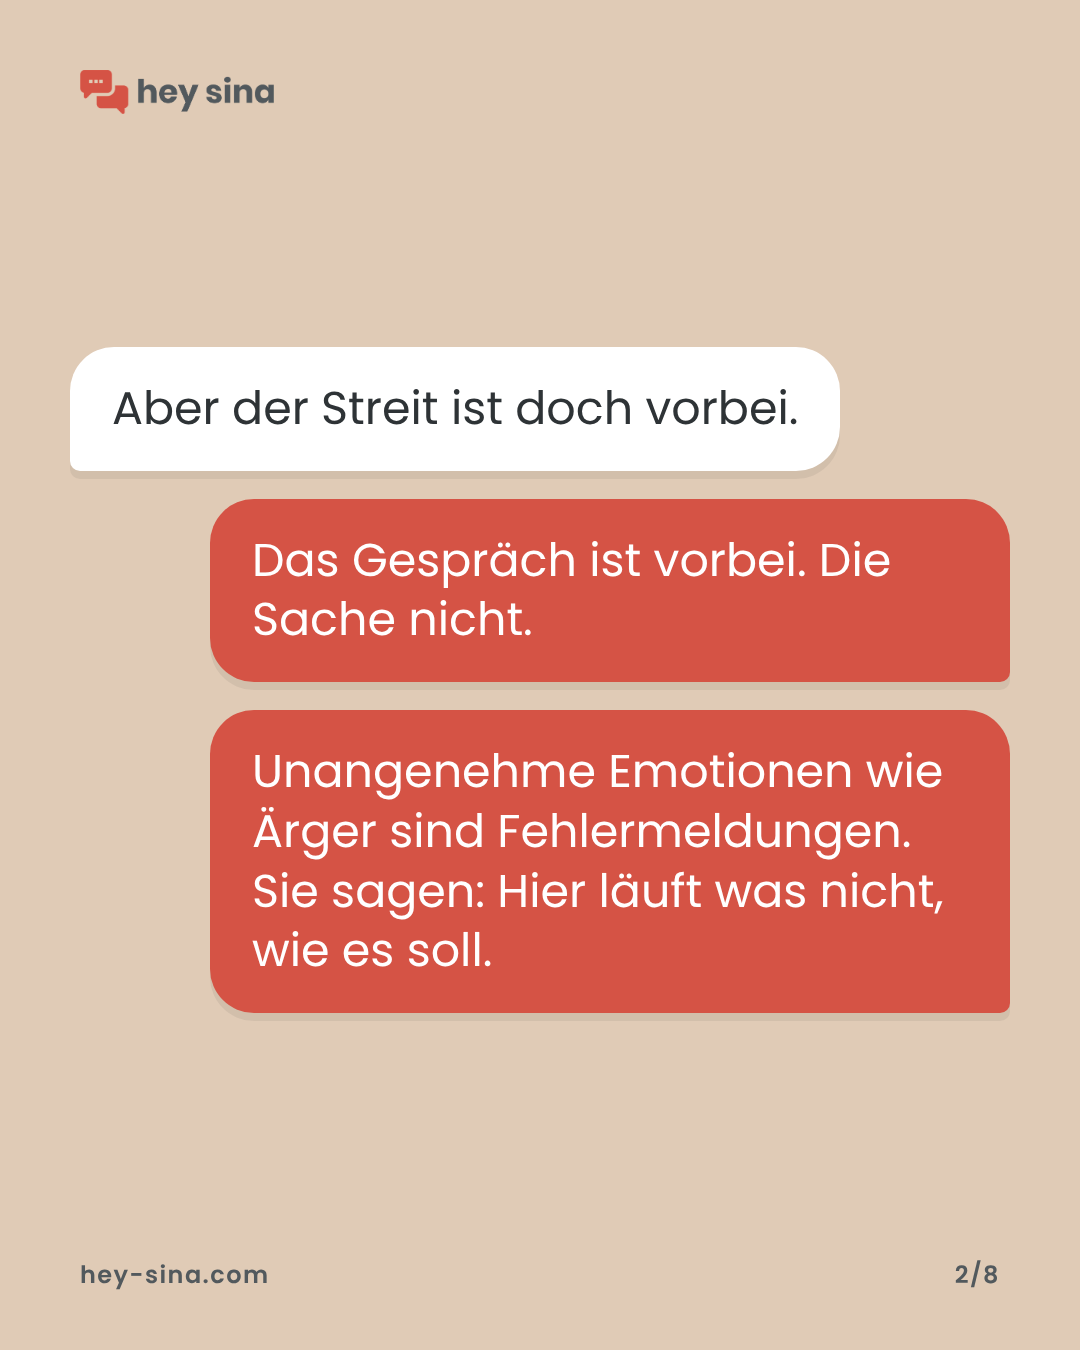 hey sina
Aber der Streit ist doch vorbei.
Das Gespräch ist vorbei. Die
Sache nicht.
Unangenehme Emotionen wie
Ärger sind Fehlermeldungen.
Sie sagen: Hier läuft was nicht,
wie es soll.
hey-sina.com
2/8